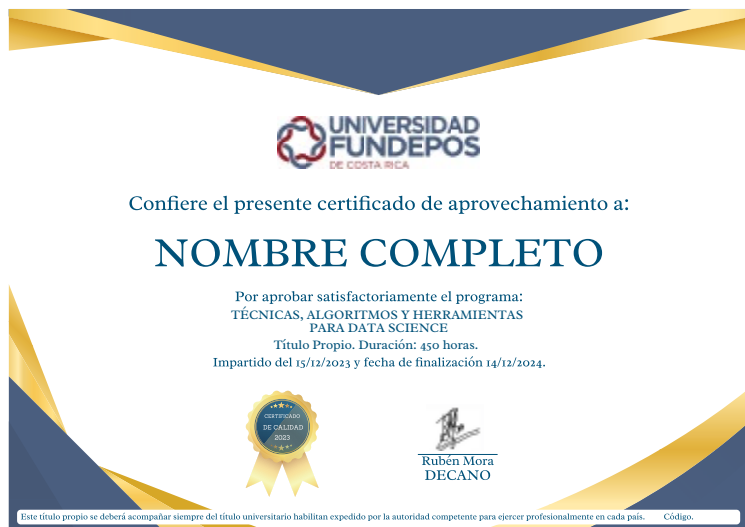 UNIVERSIDAD
FUNDEPOS
DE COSTA RICA
Confiere el presente certificado de aprovechamiento a:
NOMBRE COMPLETO
Por aprobar satisfactoriamente el programa:
TÉCNICAS, ALGORITMOS Y HERRAMIENTAS
PARA DATA SCIENCE
Título Propio. Duración: 450 horas.
Impartido del 15/12/2023 y fecha de finalización 14/12/2024.
CERTIFICADO
DE CALIDAD
2023
Rubén Mora
DECANO
Este título propio se deberá acompañar siempre del título universitario habilitan expedido por la autoridad competente para ejercer profesionalmente en cada país. Código.